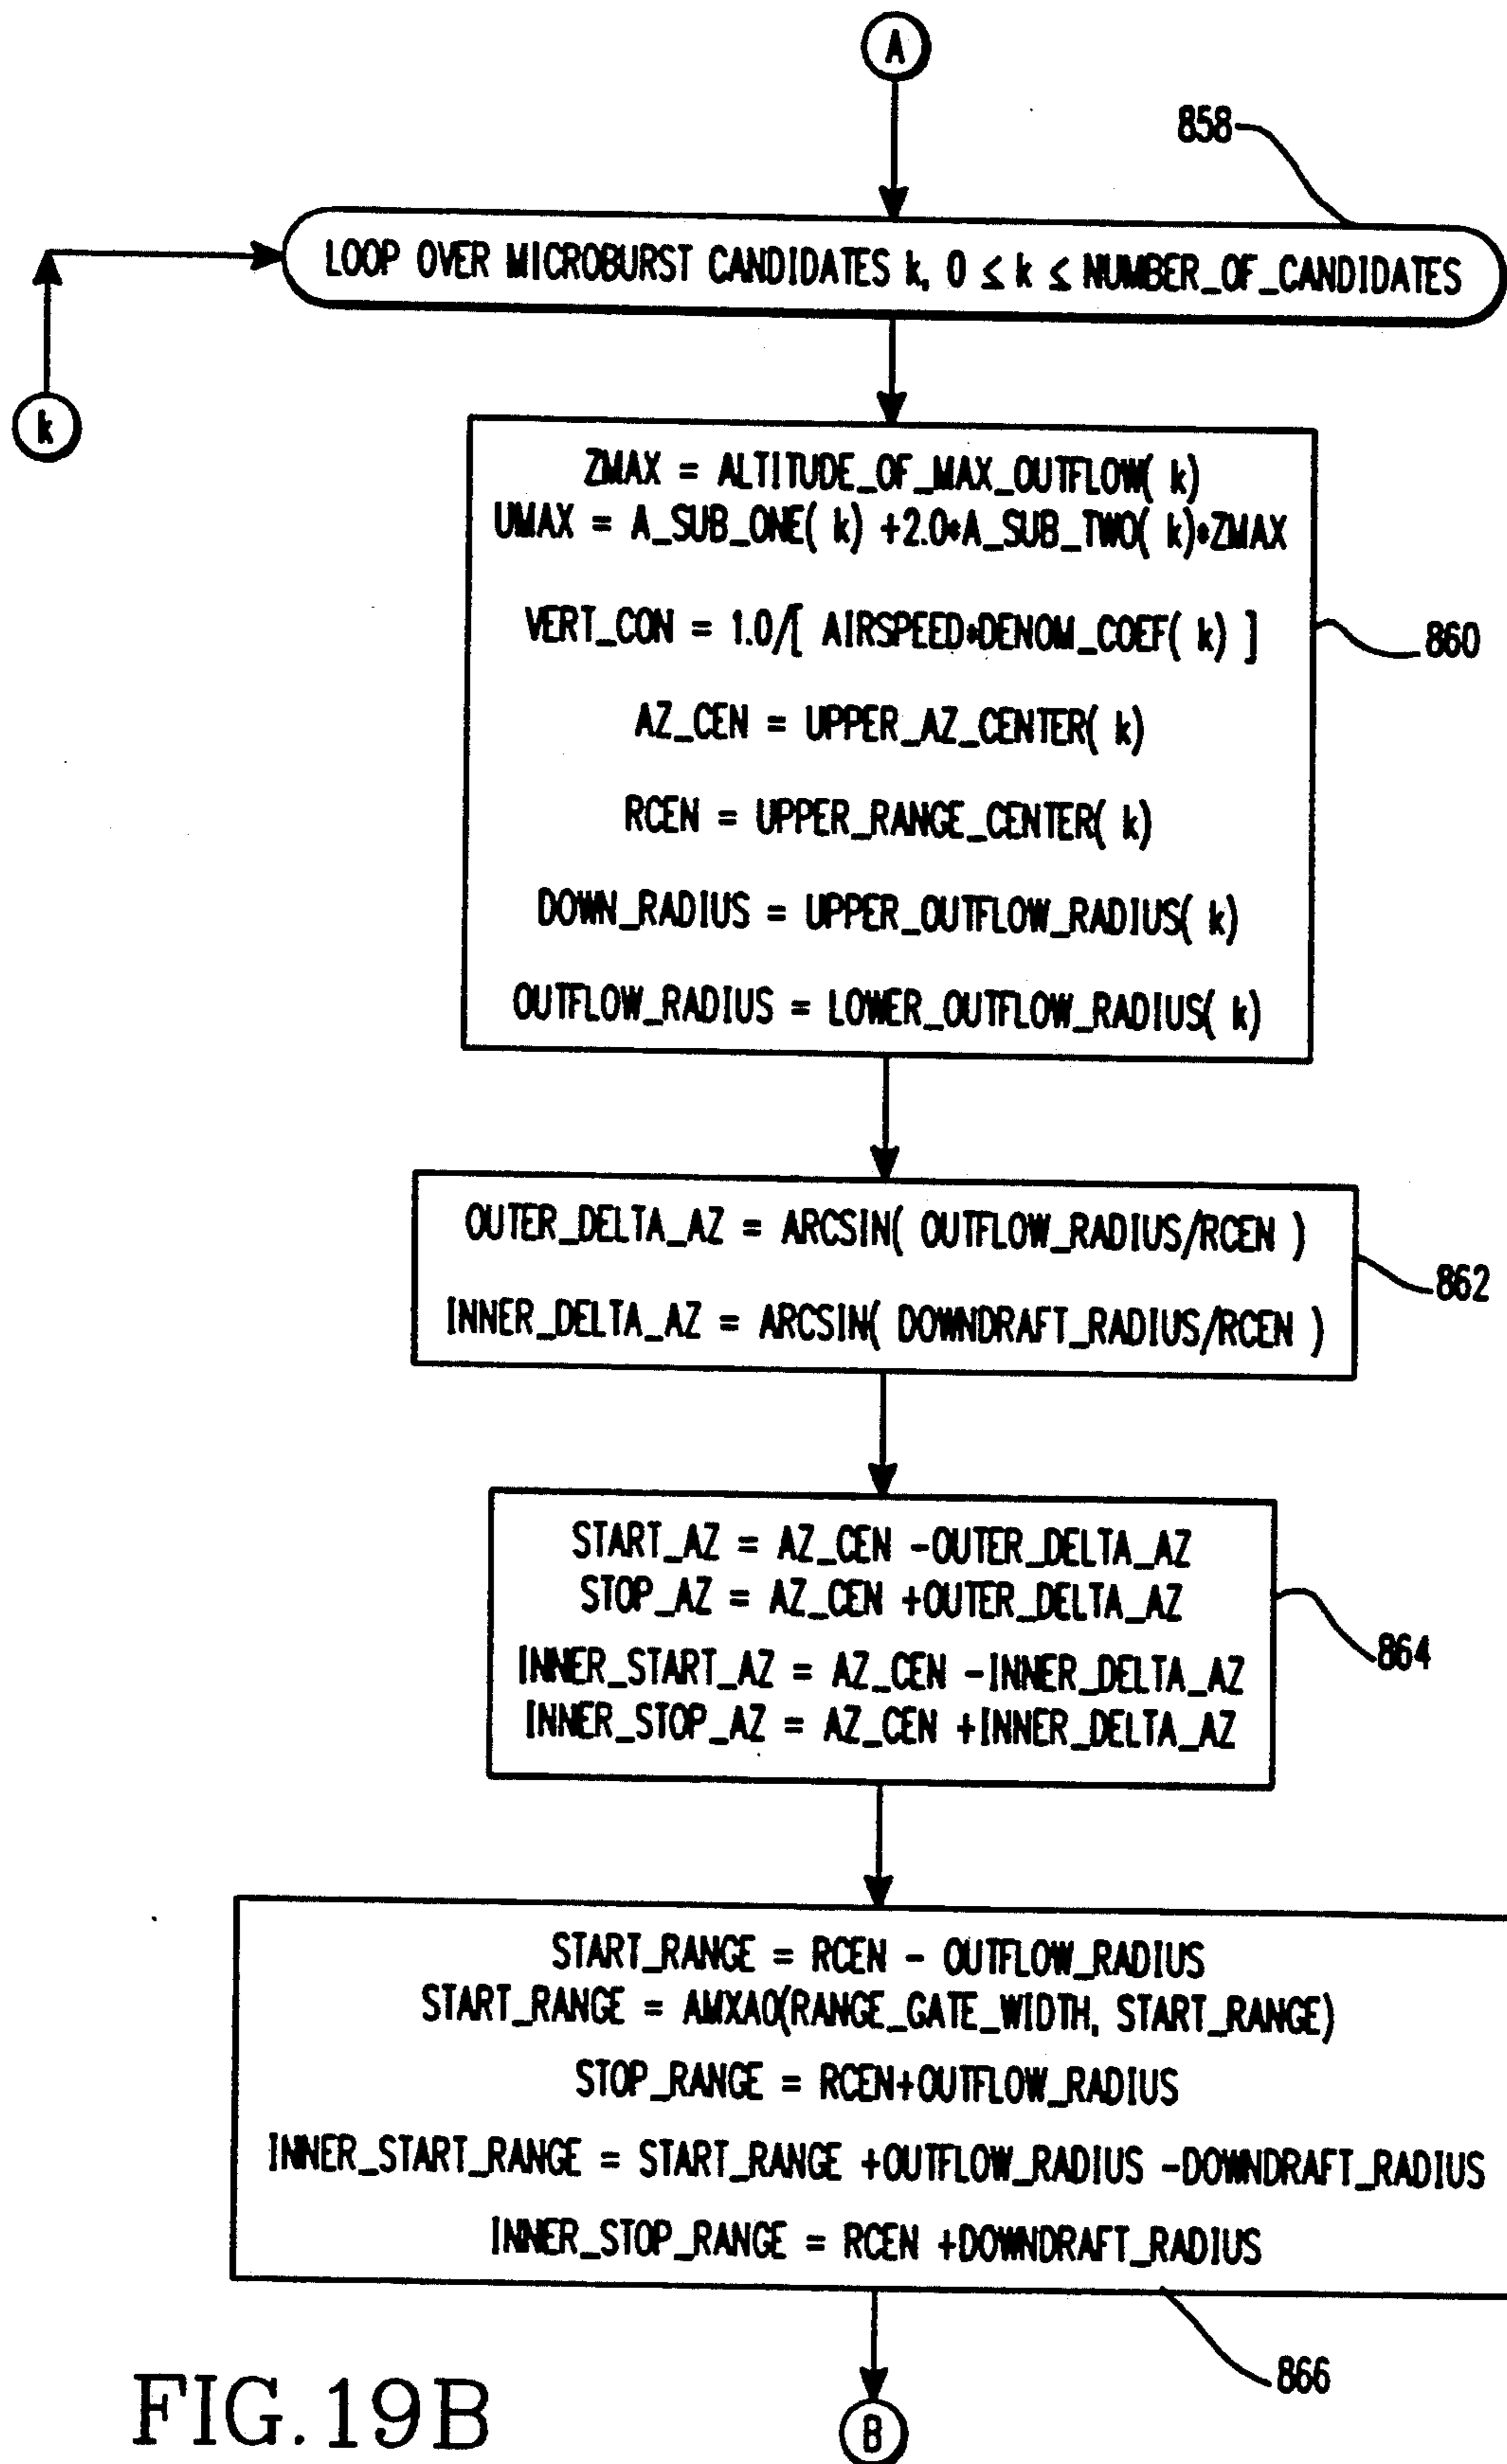 A
858
LOOP OVER MICROBURST CANDIDATES k, 0 ≤ k ≤ NUMBER_OF_CANDIDATES
k
ZMAX = ALTITUDE_OF_MAX_OUTFLOW( k)
UMAX = A_SUB_ONE( k) +2.0*A_SUB_TWO( k)*ZMAX
VERT_CON = 1.0/[ AIRSPEED*DENOM_COEF( k) ]
860
AZ_CEN = UPPER_AZ_CENTER( k)
RCEN = UPPER_RANGE_CENTER( k)
DOWN_RADIUS = UPPER_OUTFLOW_RADIUS( k)
OUTFLOW_RADIUS = LOWER_OUTFLOW_RADIUS( k)
OUTER_DELTA_AZ = ARCSIN( OUTFLOW_RADIUS/RCEN )
862
INNER_DELTA_AZ = ARCSIN( DOWNDRAFT_RADIUS/RCEN )
START_AZ = AZ_CEN -OUTER_DELTA_AZ
STOP_AZ = AZ_CEN +OUTER_DELTA_AZ
864
INNER_START_AZ = AZ_CEN -INNER_DELTA_AZ
INNER_STOP_AZ = AZ_CEN +INNER_DELTA_AZ
START_RANGE = RCEN - OUTFLOW_RADIUS
START_RANGE = AMXAO(RANGE_GATE_WIDTH, START_RANGE)
STOP_RANGE = RCEN+OUTFLOW_RADIUS
INNER_START_RANGE = START_RANGE +OUTFLOW_RADIUS -DOWNDRAFT_RADIUS
INNER_STOP_RANGE = RCEN +DOWNDRAFT_RADIUS
866
FIG.19B
B